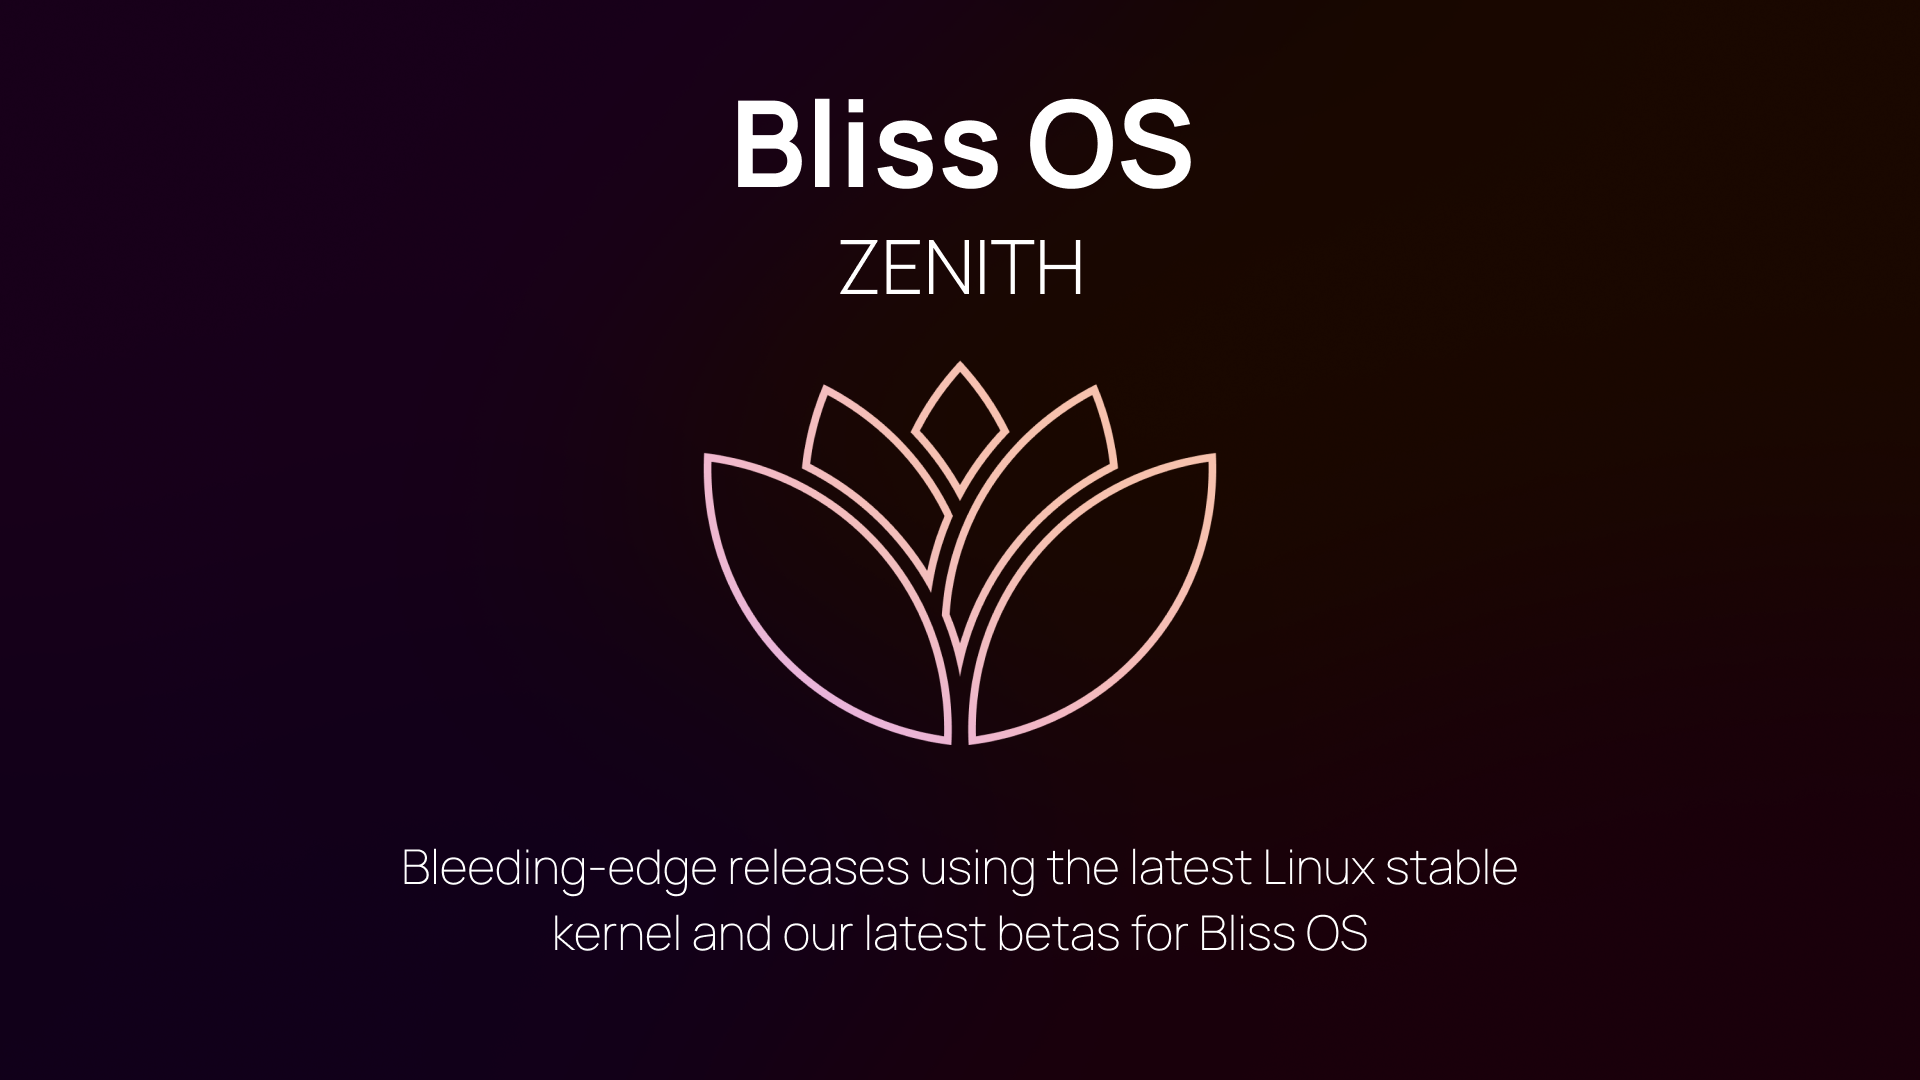 Bliss OS
ZENITH
Bleeding-edge releases using the latest Linux stable
kernel and our latest betas for Bliss OS